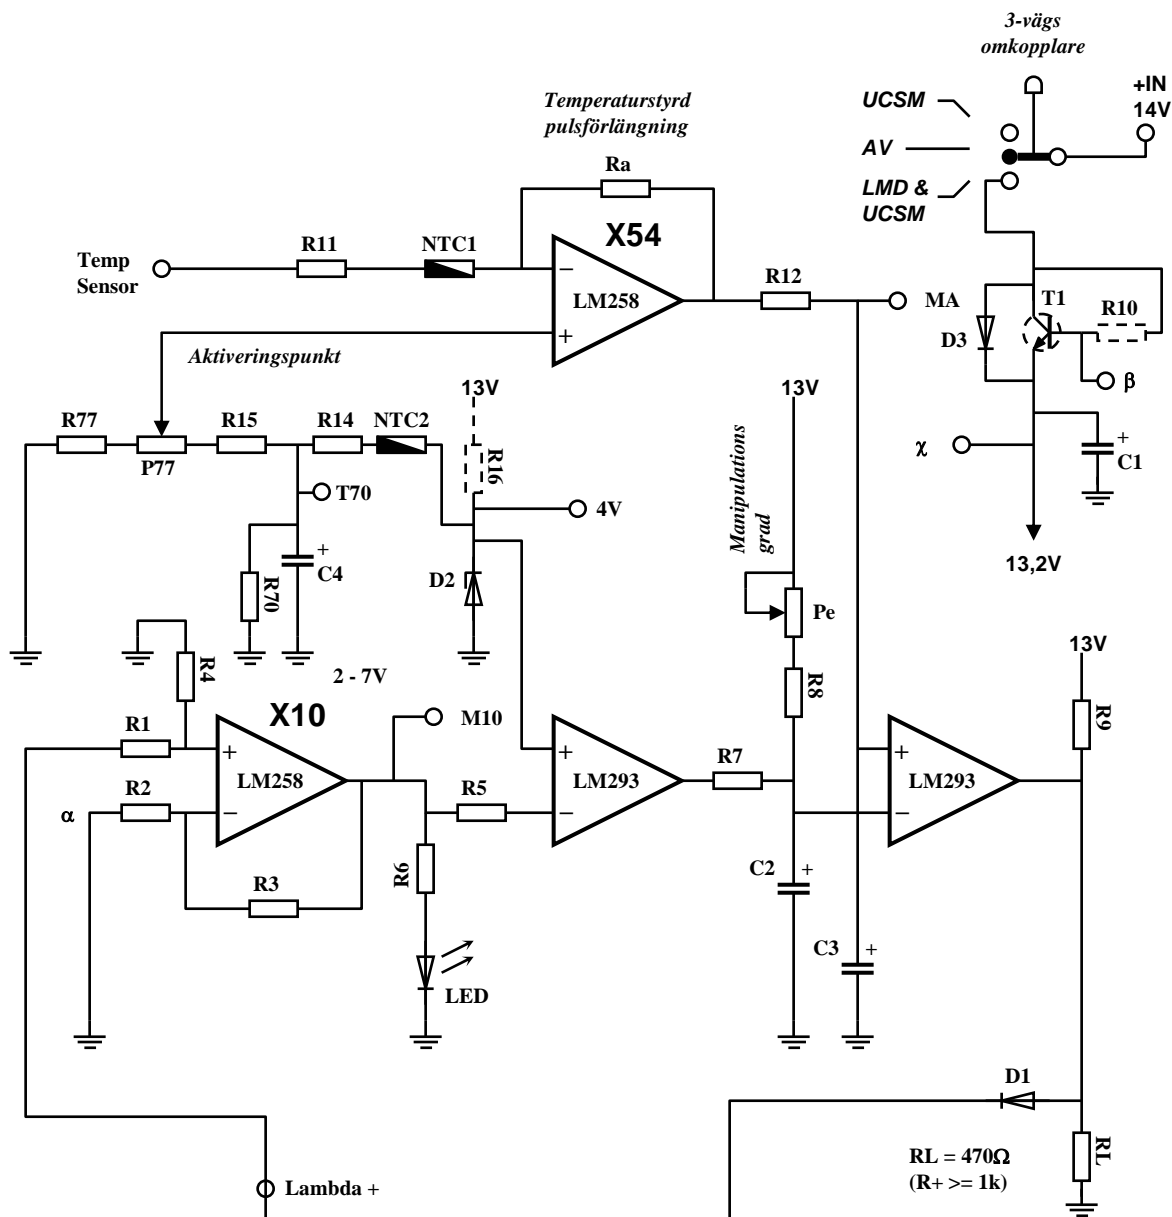 3-vägs
omkopplare
UCSM
+IN
14V
AV
LMD &
UCSM
Temperaturstyrd
pulsförlängning
Ra
X54
R11
NTC1
Temp
Sensor
−
LM258
+
R12
MA
T1
R10
D3
β
Aktiveringspunkt
13V
13V
R77
R15
R14
NTC2
P77
R16
T70
4V
χ
+
C1
Manipulations
grad
+
C4
R70
D2
13,2V
Pe
R4
2 - 7V
X10
M10
R8
13V
R9
R1
+
LM258
−
R2
α
R5
+
LM293
−
R7
+
LM293
−
R3
R6
C2
+
C3
+
LED
D1
RL = 470Ω
(R+ >= 1k)
RL
Lambda +